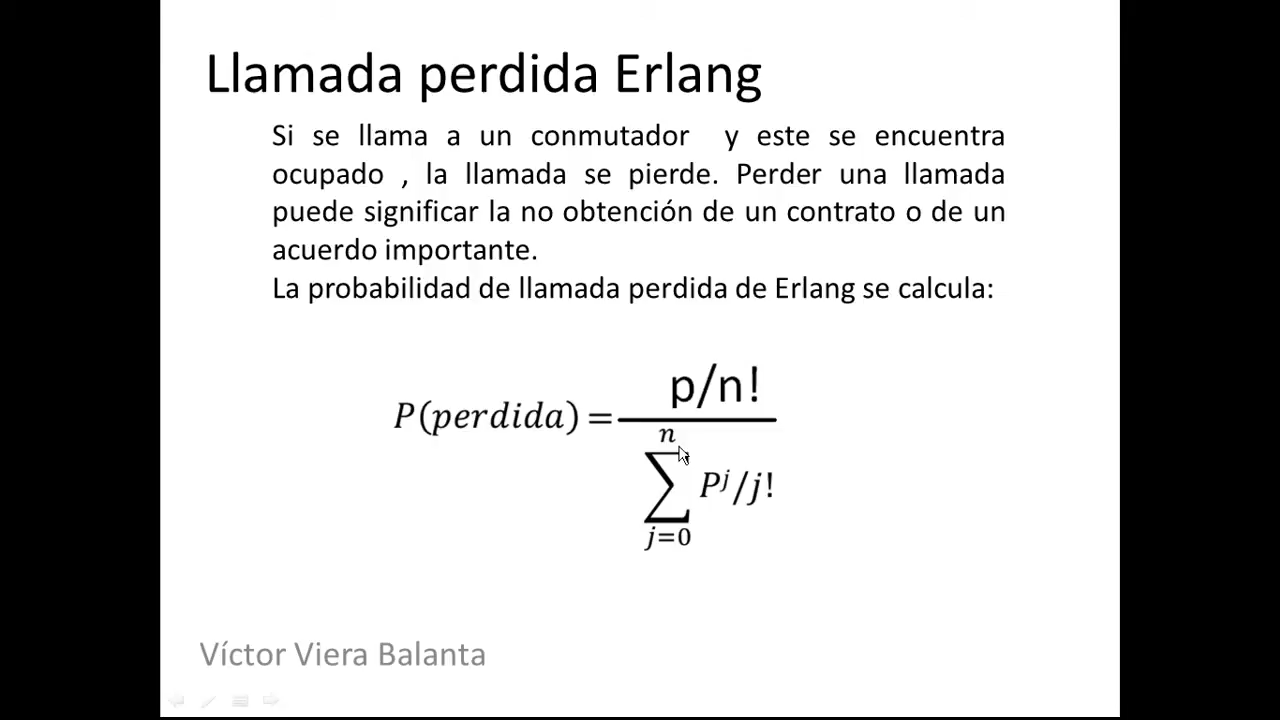 Llamada perdida Erlang
Si se llama a un conmutador y este se encuentra
ocupado , la llamada se pierde. Perder una llamada
puede significar la no obtención de un contrato o de un
acuerdo importante.
La probabilidad de llamada perdida de Erlang se calcula:
p/n!
P(perdida) =
n
∑ Pʲ/j!
j=0
Víctor Viera Balanta